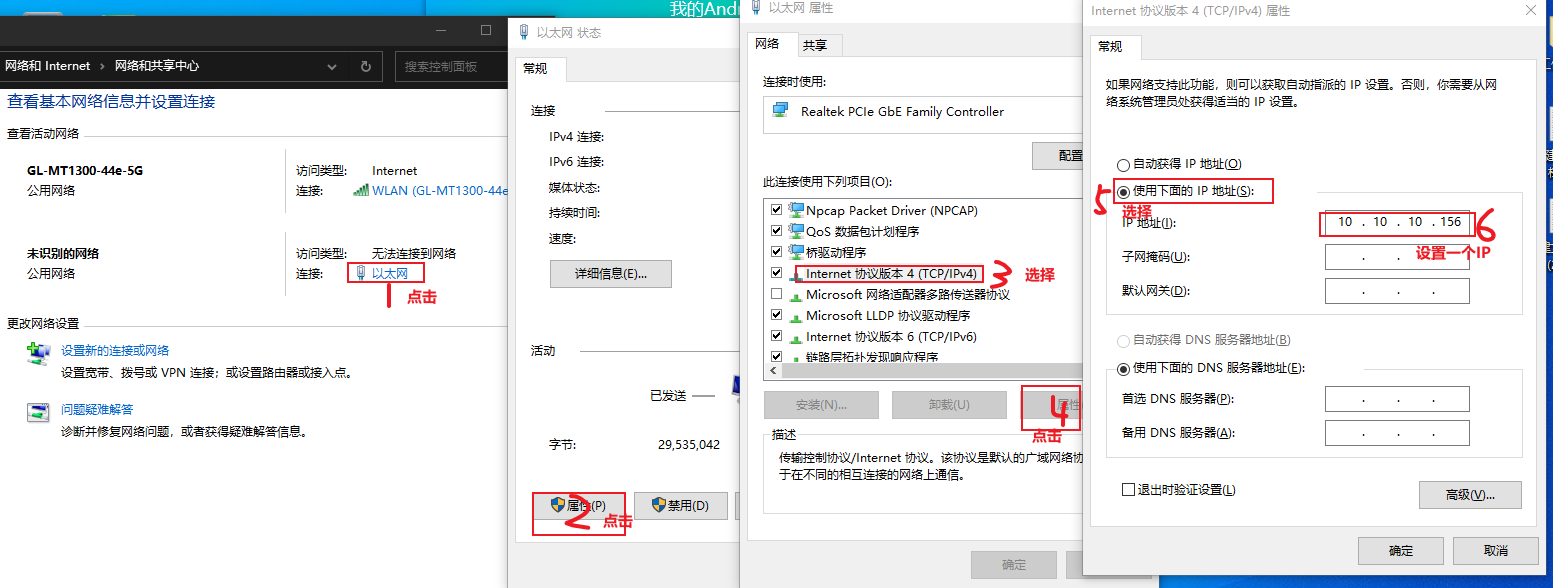 我的Andr
网络和 Internet › 网络和共享中心
搜索控制面板
查看基本网络信息并设置连接
查看活动网络
GL-MT1300-44e-5G
公用网络
访问类型: Internet
连接: WLAN (GL-MT1300-44e
未识别的网络
公用网络
访问类型: 无法连接到网络
连接: 以太网
1 点击
更改网络设置
设置新的连接或网络
设置宽带、拨号或 VPN 连接；或设置路由器或接入点。
问题疑难解答
诊断并修复网络问题，或者获得疑难解答信息。
以太网 状态
常规
连接
IPv4 连接:
IPv6 连接:
媒体状态:
持续时间:
速度:
详细信息(E)...
活动
已发送
字节: 29,535,042
属性(P)
禁用(D)
2 点击
以太网 属性
网络
共享
连接时使用:
Realtek PCIe GbE Family Controller
配置
此连接使用下列项目(O):
Npcap Packet Driver (NPCAP)
QoS 数据包计划程序
桥驱动程序
Internet 协议版本 4 (TCP/IPv4)
3 选择
Microsoft 网络适配器多路传送器协议
Microsoft LLDP 协议驱动程序
Internet 协议版本 6 (TCP/IPv6)
链路层拓扑发现响应程序
安装(N)...
卸载(U)
属性
4
点击
描述
传输控制协议/Internet 协议。该协议是默认的广域网络协
于在不同的相互连接的网络上通信。
确定
Internet 协议版本 4 (TCP/IPv4) 属性
常规
如果网络支持此功能，则可以获取自动指派的 IP 设置。否则，你需要从网
络系统管理员处获得适当的 IP 设置。
自动获得 IP 地址(O)
使用下面的 IP 地址(S):
5 选择
IP 地址(I): 10 . 10 . 10 . 156
6
设置一个IP
子网掩码(U): . . .
默认网关(D): . . .
自动获得 DNS 服务器地址(B)
使用下面的 DNS 服务器地址(E):
首选 DNS 服务器(P): . . .
备用 DNS 服务器(A): . . .
退出时验证设置(L)
高级(V)...
确定
取消